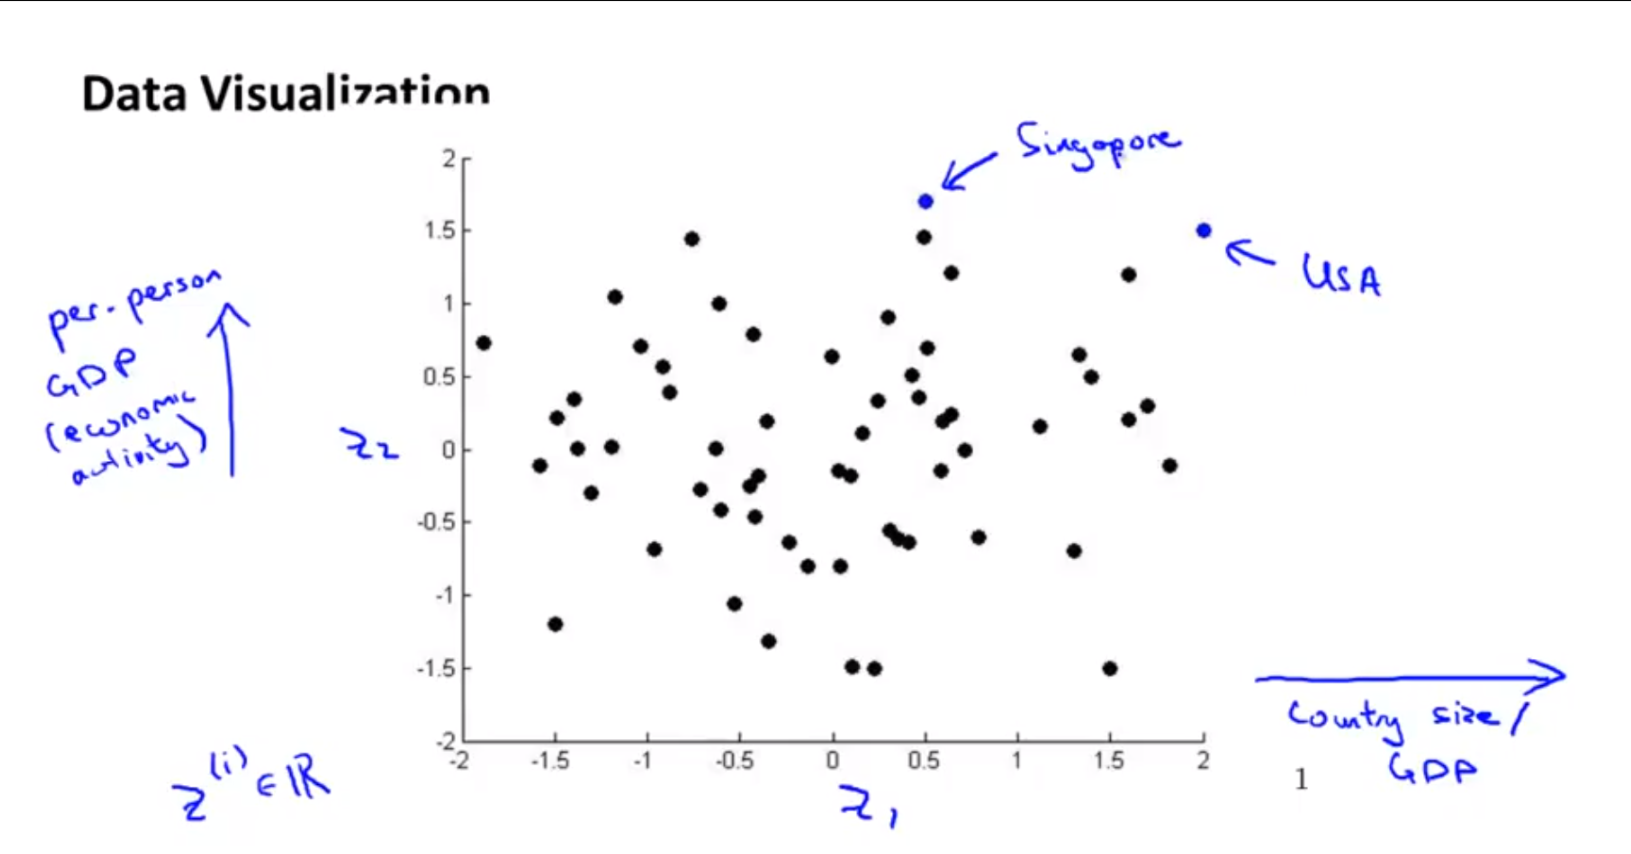 Data Visualization
Singapore
USA
per-person
GDP
(economic
activity)
z2
2
1.5
1
0.5
0
-0.5
-1
-1.5
-2
-2 -1.5 -1 -0.5 0 0.5 1 1.5 2
z1
Country size/
GDP
1
z(i) ∈ ℝ